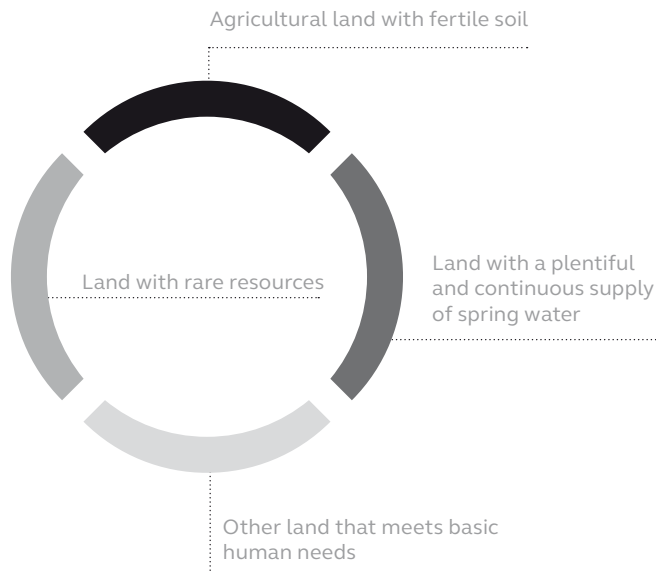 Agricultural land with fertile soil
Land with a plentiful
and continuous supply
of spring water
Land with rare resources
Other land that meets basic
human needs